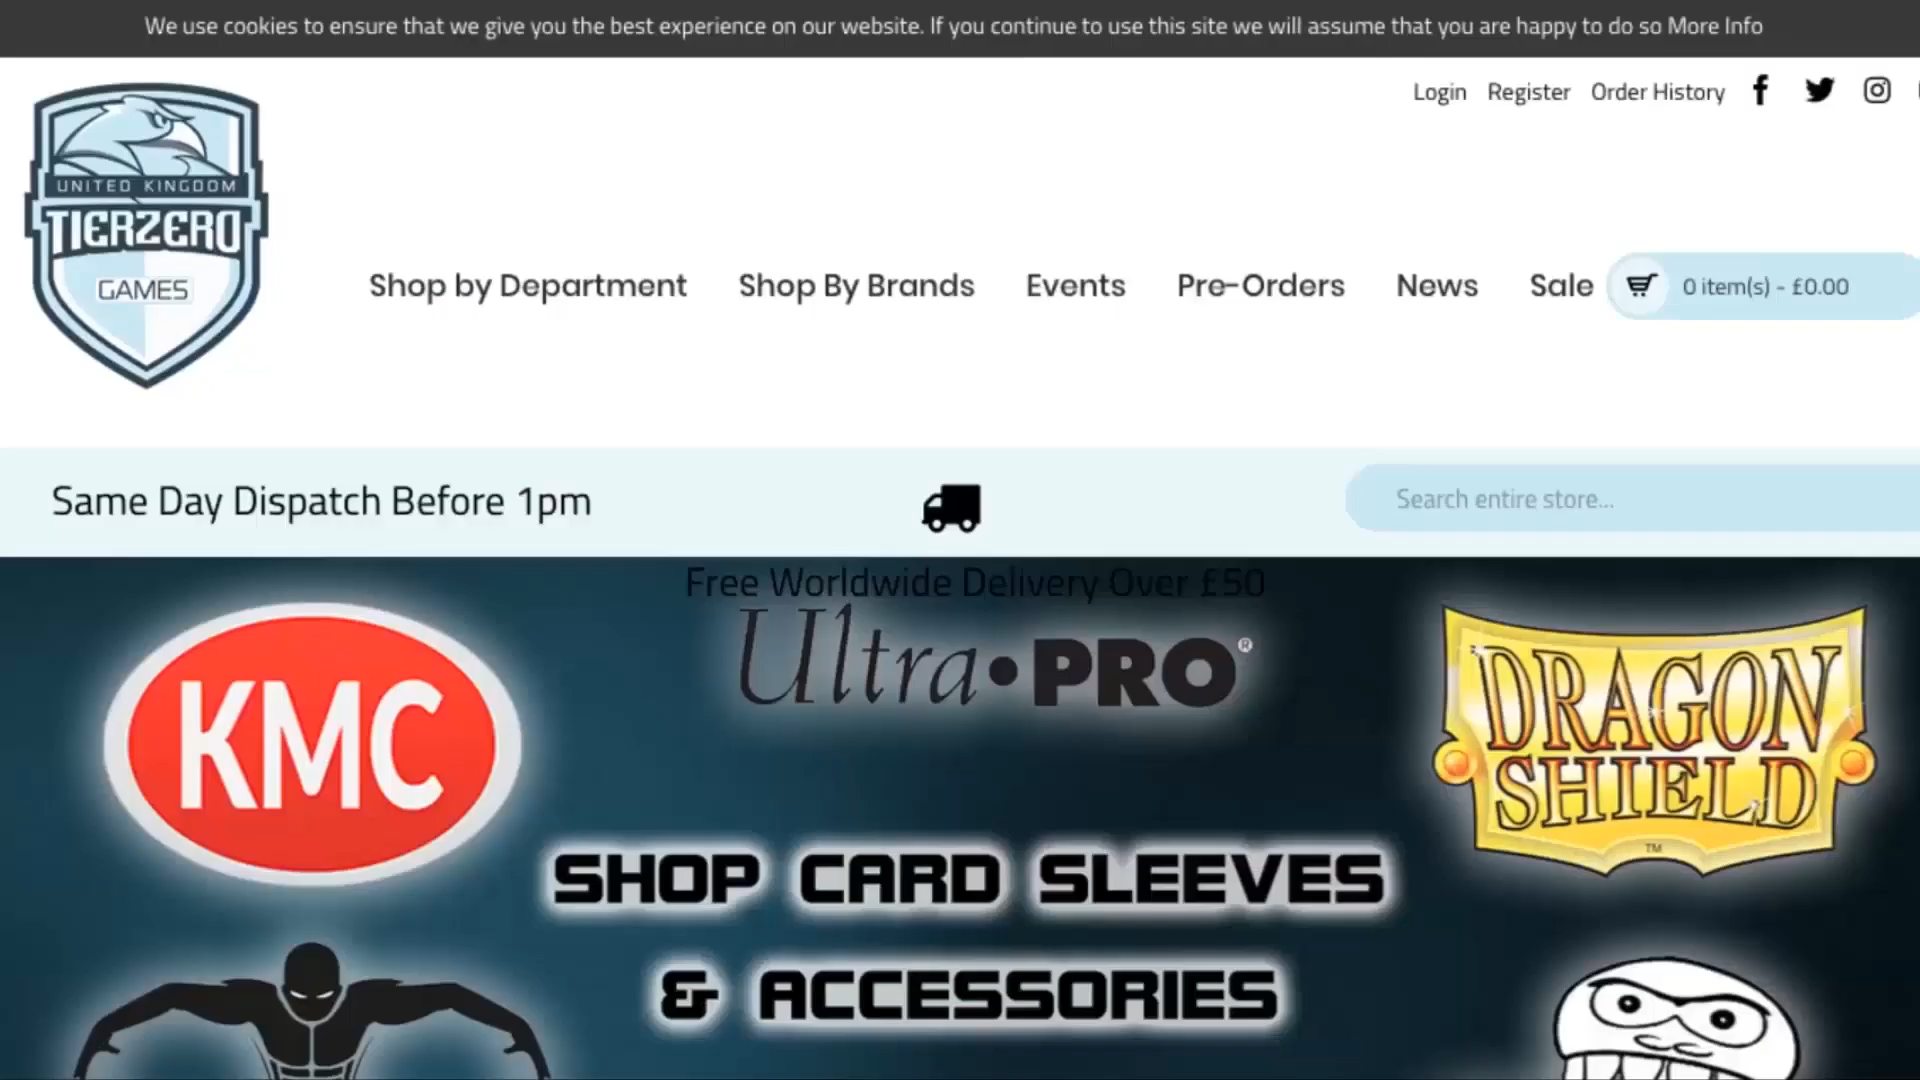 We use cookies to ensure that we give you the best experience on our website. If you continue to use this site we will assume that you are happy to do so More Info
Login Register Order History
UNITED KINGDOM
TIERZERO
GAMES
Shop by Department Shop By Brands Events Pre-Orders News Sale 0 item(s) - £0.00
Same Day Dispatch Before 1pm
Search entire store...
Free Worldwide Delivery Over £50
KMC
Ultra•PRO®
DRAGON
SHIELD
TM
SHOP CARD SLEEVES
& ACCESSORIES